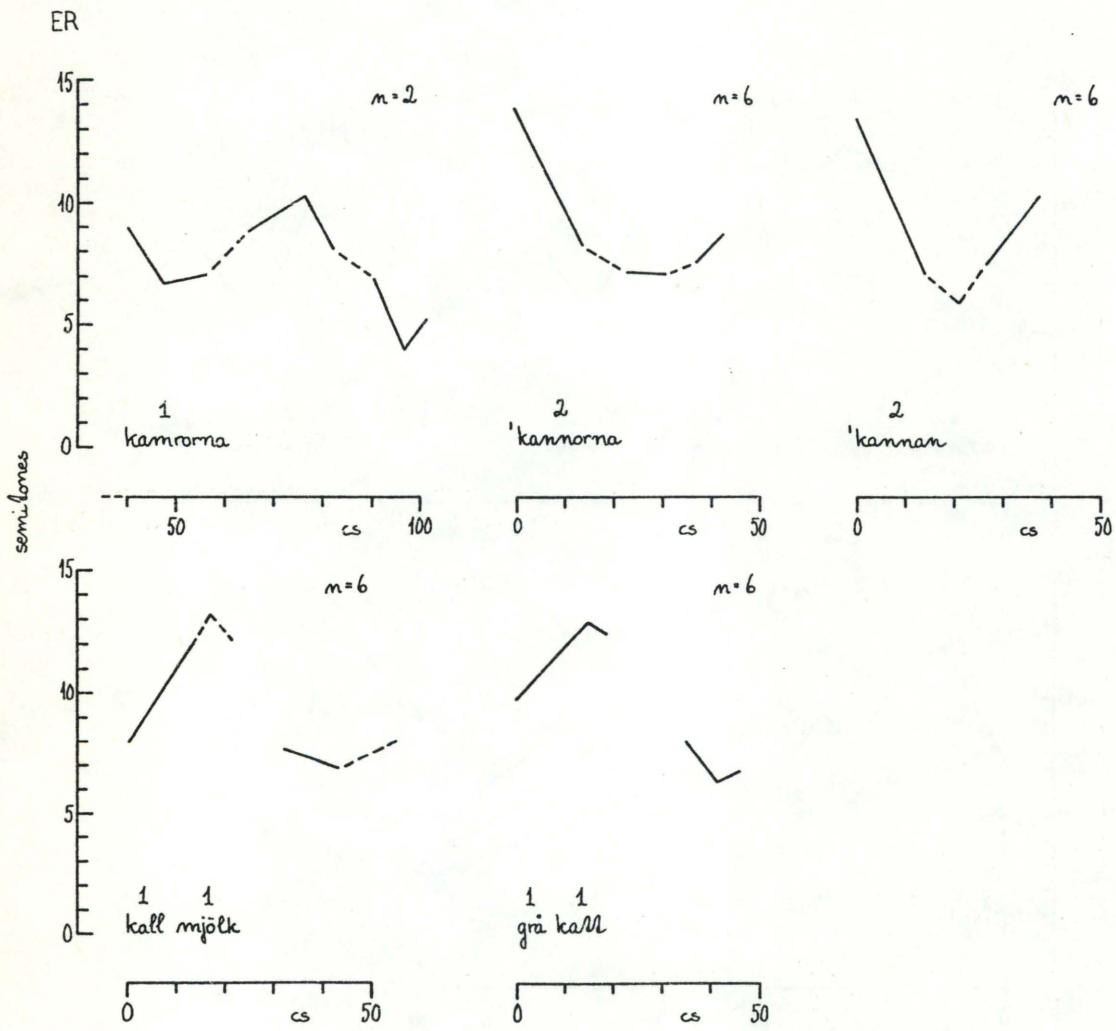 ER
semitones
15
10
5
0
n=2
1
kamrorna
50 cs 100
n=6
2
'kannorna
0 cs 50
n=6
2
'kannan
0 cs 50
15
10
5
0
n=6
1 1
kall mjölk
0 cs 50
n=6
1 1
grå kall
0 cs 50